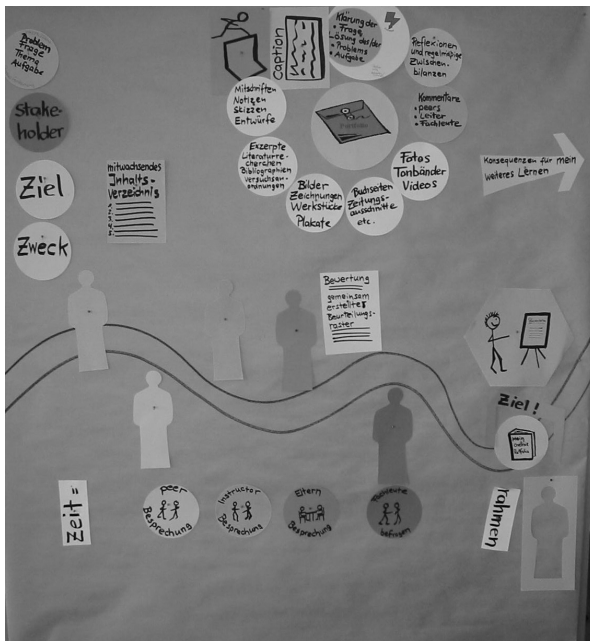 Problem
Frage
Thema
Aufgabe
Stake-
holder
Ziel
Zweck
mitwachsendes
Inhalts-
verzeichnis
Caption
Klärung der
• Frage
Lösung des/der
• Problems
• Aufgabe
Reflexionen
und regelmäßige
Zwischen-
bilanzen
Mitschriften
Notizen
Skizzen
Entwürfe
Kommentare
• peers
• Leiter
• Fachleute
Exzerpte
Literaturre-
cherchen
Bibliographien
Versuchsan-
ordnungen
Bilder
Zeichnungen
Werkstücke
Plakate
Buchseiten
Zeitungs-
ausschnitte
etc.
Fotos
Tonbänder
Videos
Konsequenzen für mein
weiteres Lernen
Bewertung
gemeinsam
erstellter
Beurteilungs-
raster
Ziel!
Zeit=
peer
Besprechung
Instructor
Besprechung
Eltern
Besprechung
Fachleute
befragen
rahmen